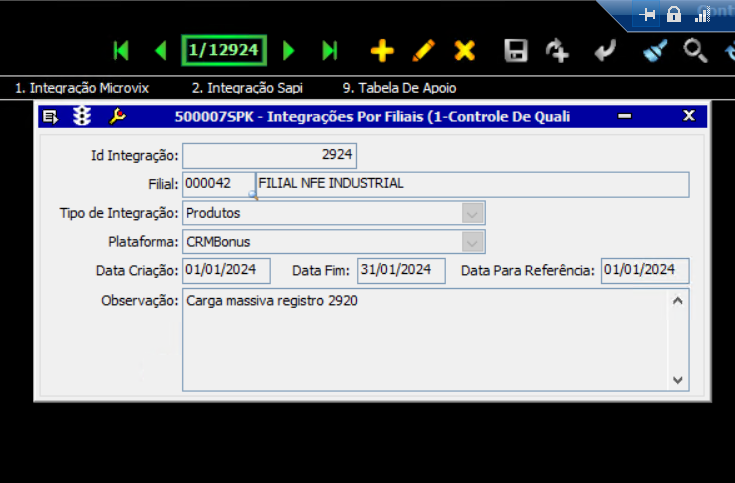 Cont
1/12924
1. Integração Microvix 2. Integração Sapi 9. Tabela De Apoio
500007SPK - Integrações Por Filiais (1-Controle De Quali
Id Integração: 2924
Filial: 000042 FILIAL NFE INDUSTRIAL
Tipo de Integração: Produtos
Plataforma: CRMBonus
Data Criação: 01/01/2024 Data Fim: 31/01/2024 Data Para Referência: 01/01/2024
Observação: Carga massiva registro 2920